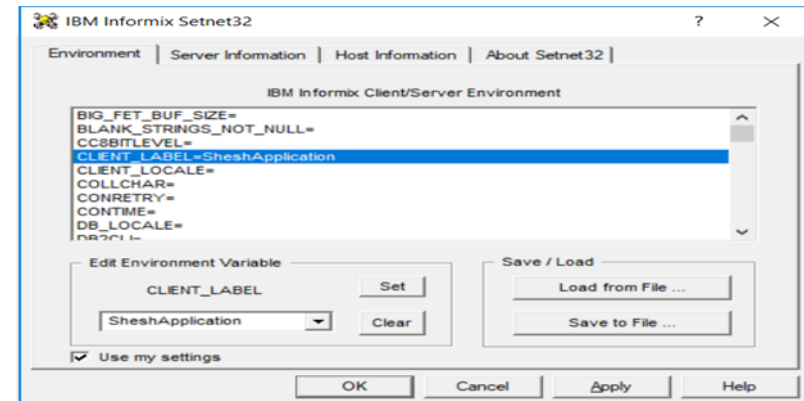 IBM Informix Setnet32
? ×
Environment Server Information Host Information About Setnet32
IBM Informix Client/Server Environment
BIG_FET_BUF_SIZE=
BLANK_STRINGS_NOT_NULL=
CC8BITLEVEL=
CLIENT_LABEL=SheshApplication
CLIENT_LOCALE=
COLLCHAR=
CONRETRY=
CONTIME=
DB_LOCALE=
DB2CLI=
Edit Environment Variable
CLIENT_LABEL
Set
SheshApplication
Clear
Save / Load
Load from File ...
Save to File ...
Use my settings
OK Cancel Apply Help